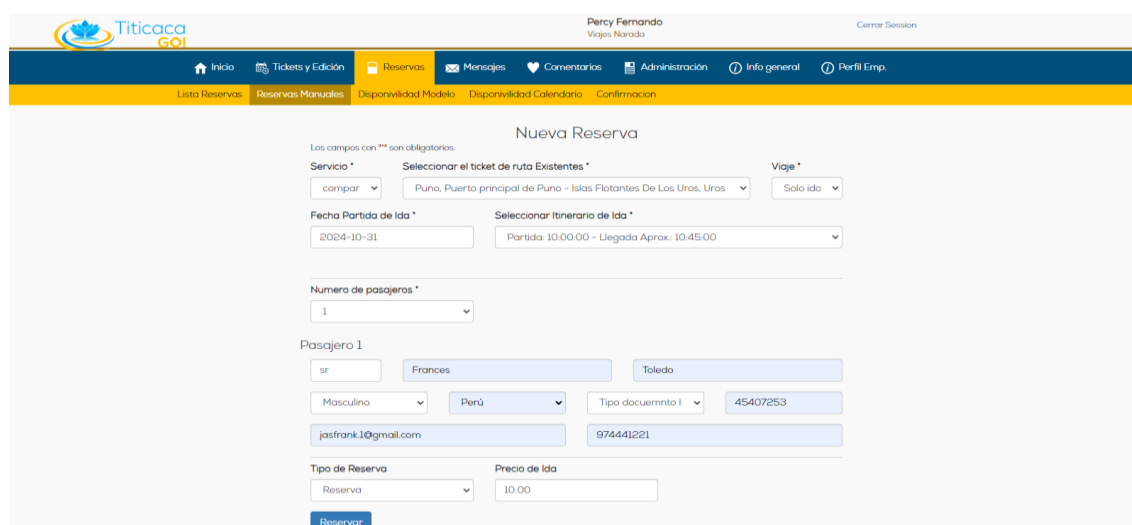 Titicaca
GO!
Percy Fernando
Viajes Narada
Cerrar Session
Inicio Tickets y Edición Reservas Mensajes Comentarios Administración Info general Perfil Emp.
Lista Reservas Reservas Manuales Disponivilidad Modelo Disponivilidad Calendario Confirmacion
Nueva Reserva
Los campos con "*" son obligatorios.
Servicio * Seleccionar el ticket de ruta Existentes * Viaje *
compar Puno, Puerto principal de Puno - Islas Flotantes De Los Uros, Uros Solo ida
Fecha Partida de Ida * Seleccionar Itinerario de Ida *
2024-10-31 Partida: 10:00:00 - Llegada Aprox.: 10:45:00
Numero de pasajeros *
1
Pasajero 1
sr Frances Toledo
Masculino Perú Tipo docuemnto I 45407253
jasfrank.1@gmail.com 974441221
Tipo de Reserva Precio de Ida
Reserva 10.00
Reservar